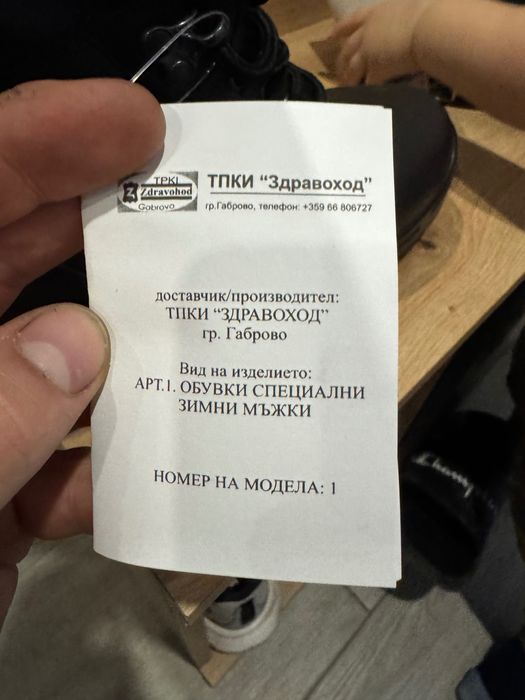 TPKI
Zdravohod
Gabrovo
ТПКИ “Здравоход”
гр.Габрово, телефон: +359 66 806727
доставчик/производител:
ТПКИ “ЗДРАВОХОД”
гр. Габрово
Вид на изделието:
АРТ.1. ОБУВКИ СПЕЦИАЛНИ
ЗИМНИ МЪЖКИ
НОМЕР НА МОДЕЛА: 1